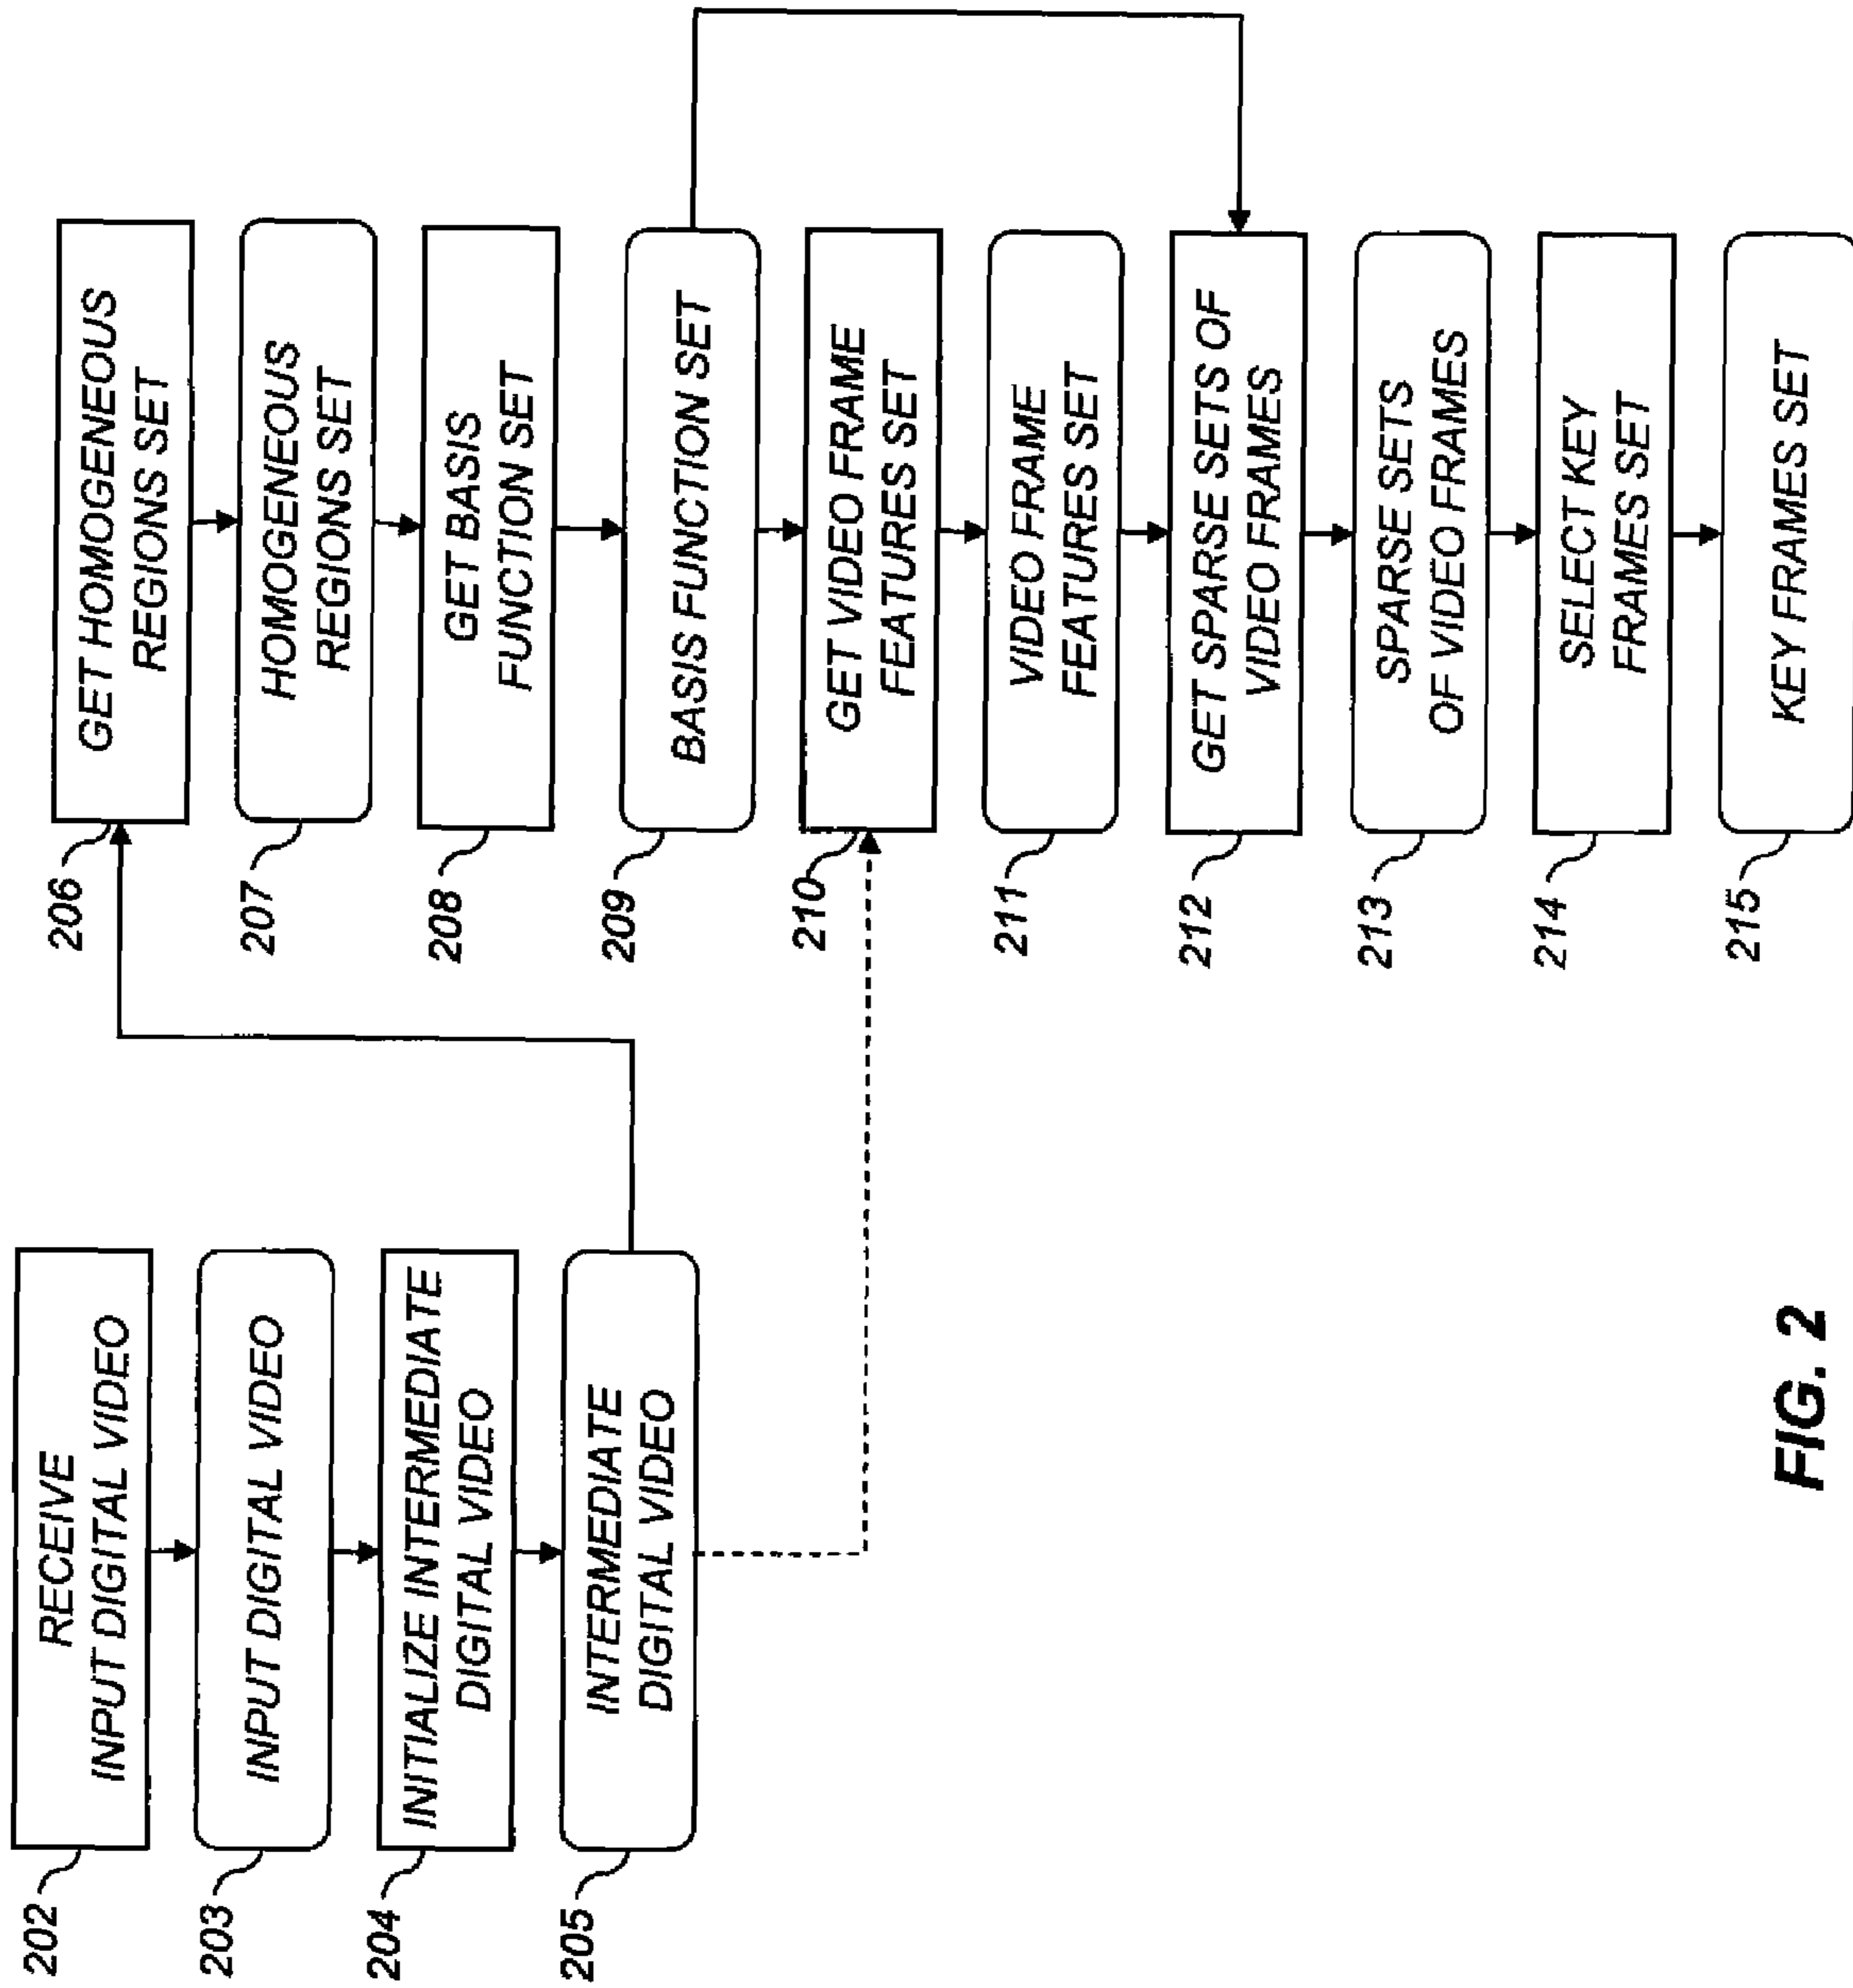 202
RECEIVE
INPUT DIGITAL VIDEO
203
INPUT DIGITAL VIDEO
204
INITIALIZE INTERMEDIATE
DIGITAL VIDEO
205
INTERMEDIATE
DIGITAL VIDEO
206
GET HOMOGENEOUS
REGIONS SET
207
HOMOGENEOUS
REGIONS SET
208
GET BASIS
FUNCTION SET
209
BASIS FUNCTION SET
210
GET VIDEO FRAME
FEATURES SET
211
VIDEO FRAME
FEATURES SET
212
GET SPARSE SETS OF
VIDEO FRAMES
213
SPARSE SETS
OF VIDEO FRAMES
214
SELECT KEY
FRAMES SET
215
KEY FRAMES SET
FIG. 2